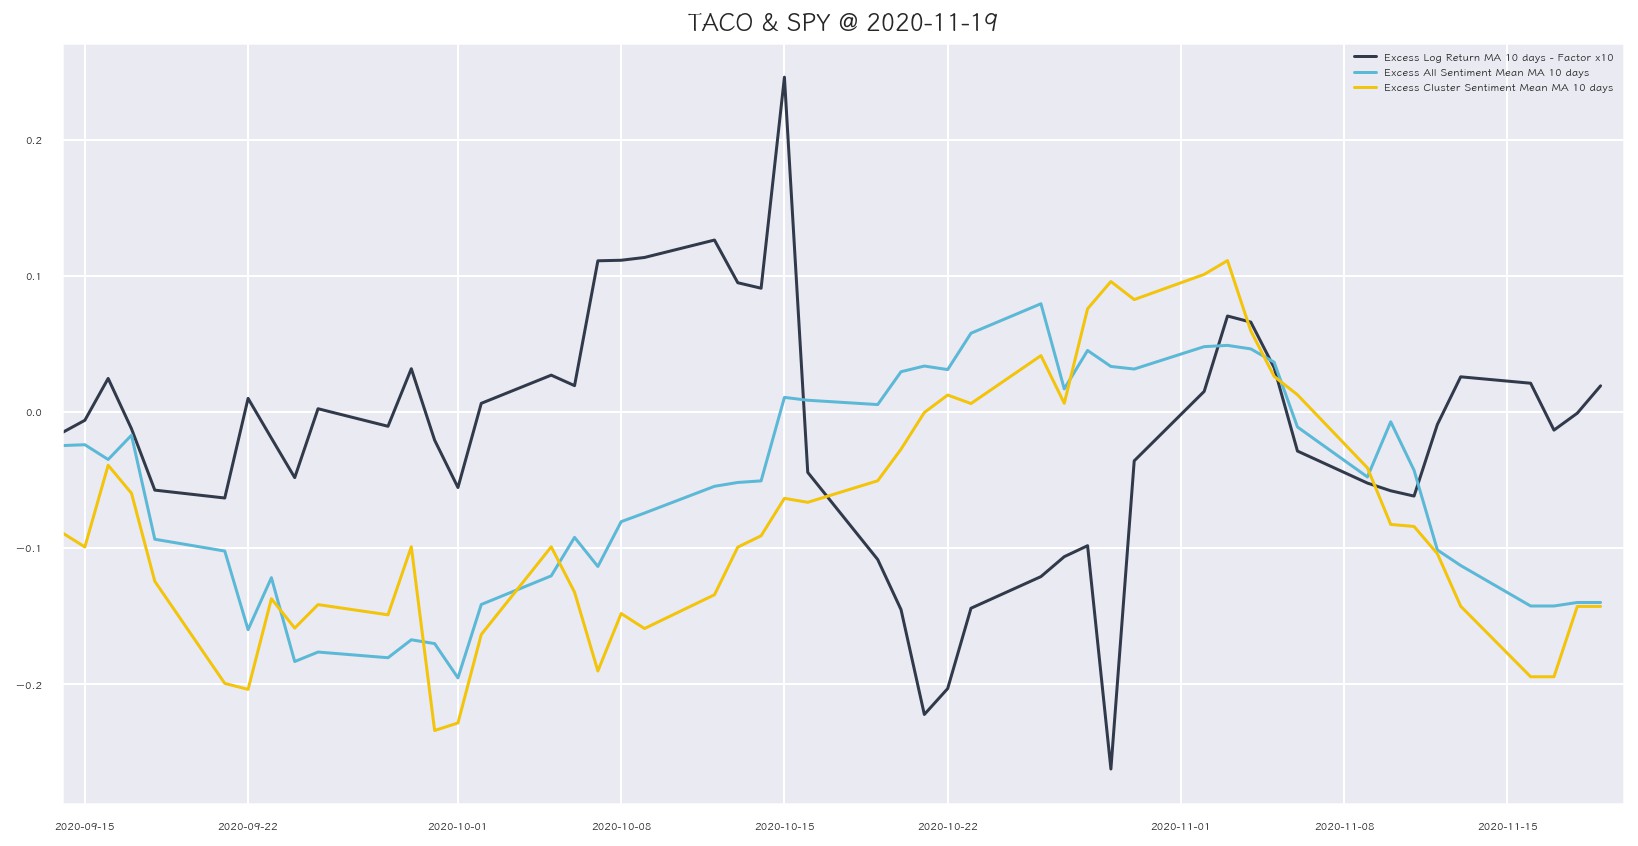 TACO & SPY @ 2020-11-19
Excess Log Return MA 10 days - Factor x10
Excess All Sentiment Mean MA 10 days
Excess Cluster Sentiment Mean MA 10 days
0.2
0.1
0.0
−0.1
−0.2
2020-09-15 2020-09-22 2020-10-01 2020-10-08 2020-10-15 2020-10-22 2020-11-01 2020-11-08 2020-11-15